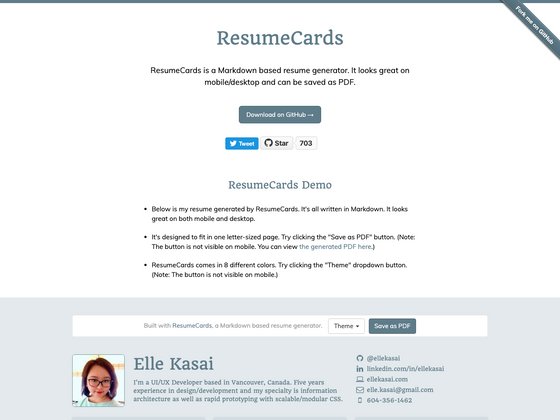 Fork me on GitHub
ResumeCards
ResumeCards is a Markdown based resume generator. It looks great on
mobile/desktop and can be saved as PDF.
Download on GitHub →
Tweet Star 703
ResumeCards Demo
• Below is my resume generated by ResumeCards. It's all written in Markdown. It looks
great on both mobile and desktop.
• It's designed to fit in one letter-sized page. Try clicking the "Save as PDF" button. (Note:
The button is not visible on mobile. You can view the generated PDF here.)
• ResumeCards comes in 8 different colors. Try clicking the "Theme" dropdown button.
(Note: The button is not visible on mobile.)
Built with ResumeCards, a Markdown based resume generator. Theme Save as PDF
Elle Kasai
I'm a UI/UX Developer based in Vancouver, Canada. Five years
experience in design/development and my specialty is information
architecture as well as rapid prototyping with scalable/modular CSS.
@ellekasai
linkedin.com/in/ellekasai
ellekasai.com
elle.kasai@gmail.com
604-356-1462